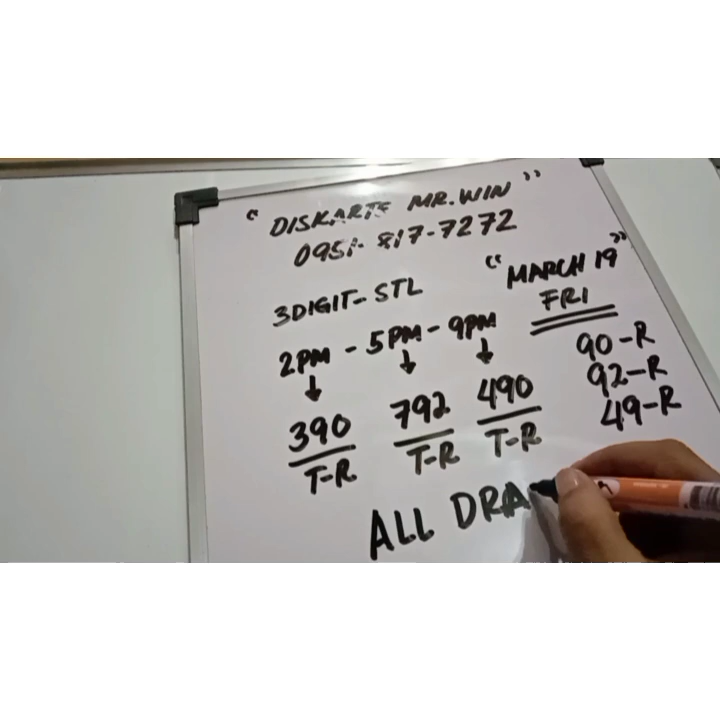 " DISKARTE MR. WIN "
0951-817-7272
3DIGIT-STL
" MARCH 19 "
FRI
2PM - 5PM - 9PM
390 792 490
T-R T-R T-R
90-R
92-R
49-R
ALL DRA